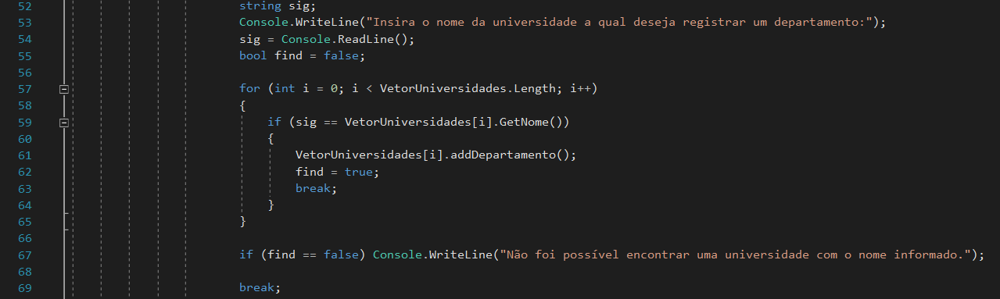 52 string sig;
53 Console.WriteLine("Insira o nome da universidade a qual deseja registrar um departamento:");
54 sig = Console.ReadLine();
55 bool find = false;
56
57 for (int i = 0; i < VetorUniversidades.Length; i++)
58 {
59 if (sig == VetorUniversidades[i].GetNome())
60 {
61 VetorUniversidades[i].addDepartamento();
62 find = true;
63 break;
64 }
65 }
66
67 if (find == false) Console.WriteLine("Não foi possível encontrar uma universidade com o nome informado.");
68
69 break;